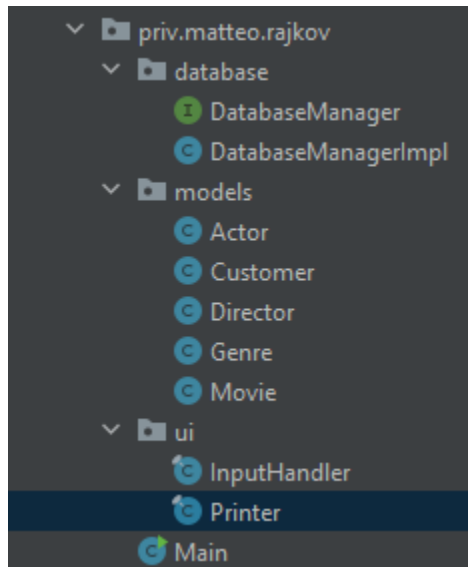 priv.matteo.rajkov
database
I DatabaseManager
C DatabaseManagerImpl
models
C Actor
C Customer
C Director
C Genre
C Movie
ui
C InputHandler
C Printer
C Main